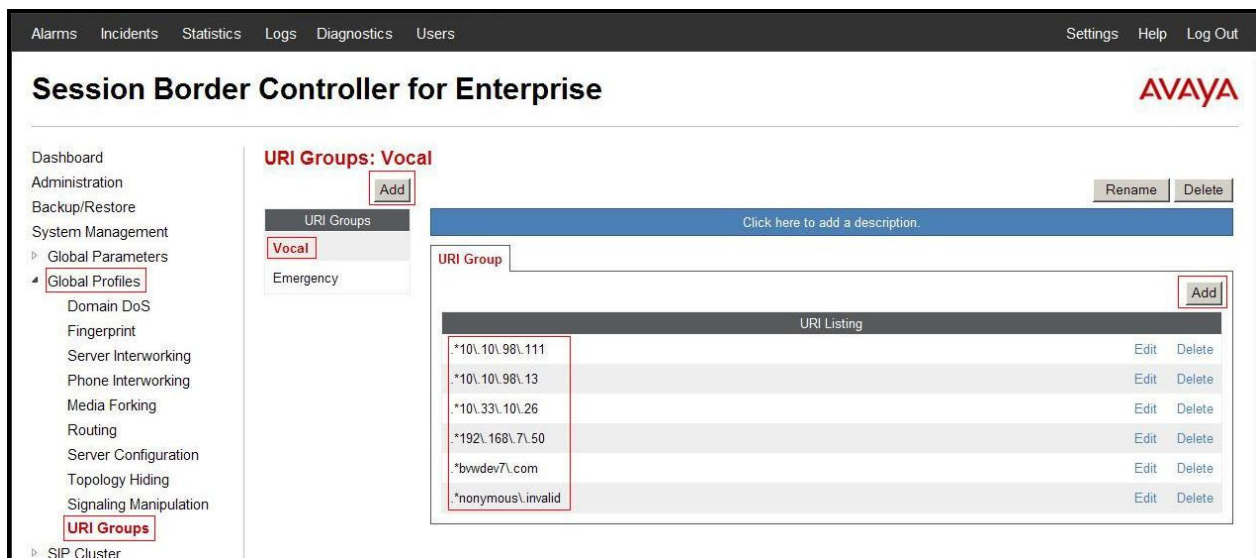 Alarms Incidents Statistics Logs Diagnostics Users Settings Help Log Out
Session Border Controller for Enterprise
AVAYA
Dashboard
Administration
Backup/Restore
System Management
Global Parameters
Global Profiles
Domain DoS
Fingerprint
Server Interworking
Phone Interworking
Media Forking
Routing
Server Configuration
Topology Hiding
Signaling Manipulation
URI Groups
SIP Cluster
URI Groups: Vocal
Add
Rename Delete
URI Groups
Vocal
Emergency
Click here to add a description.
URI Group
Add
URI Listing
.*10\.10\.98\.111 Edit Delete
.*10\.10\.98\.13 Edit Delete
.*10\.33\.10\.26 Edit Delete
.*192\.168\.7\.50 Edit Delete
.*bvwdev7\.com Edit Delete
.*nonymous\.invalid Edit Delete